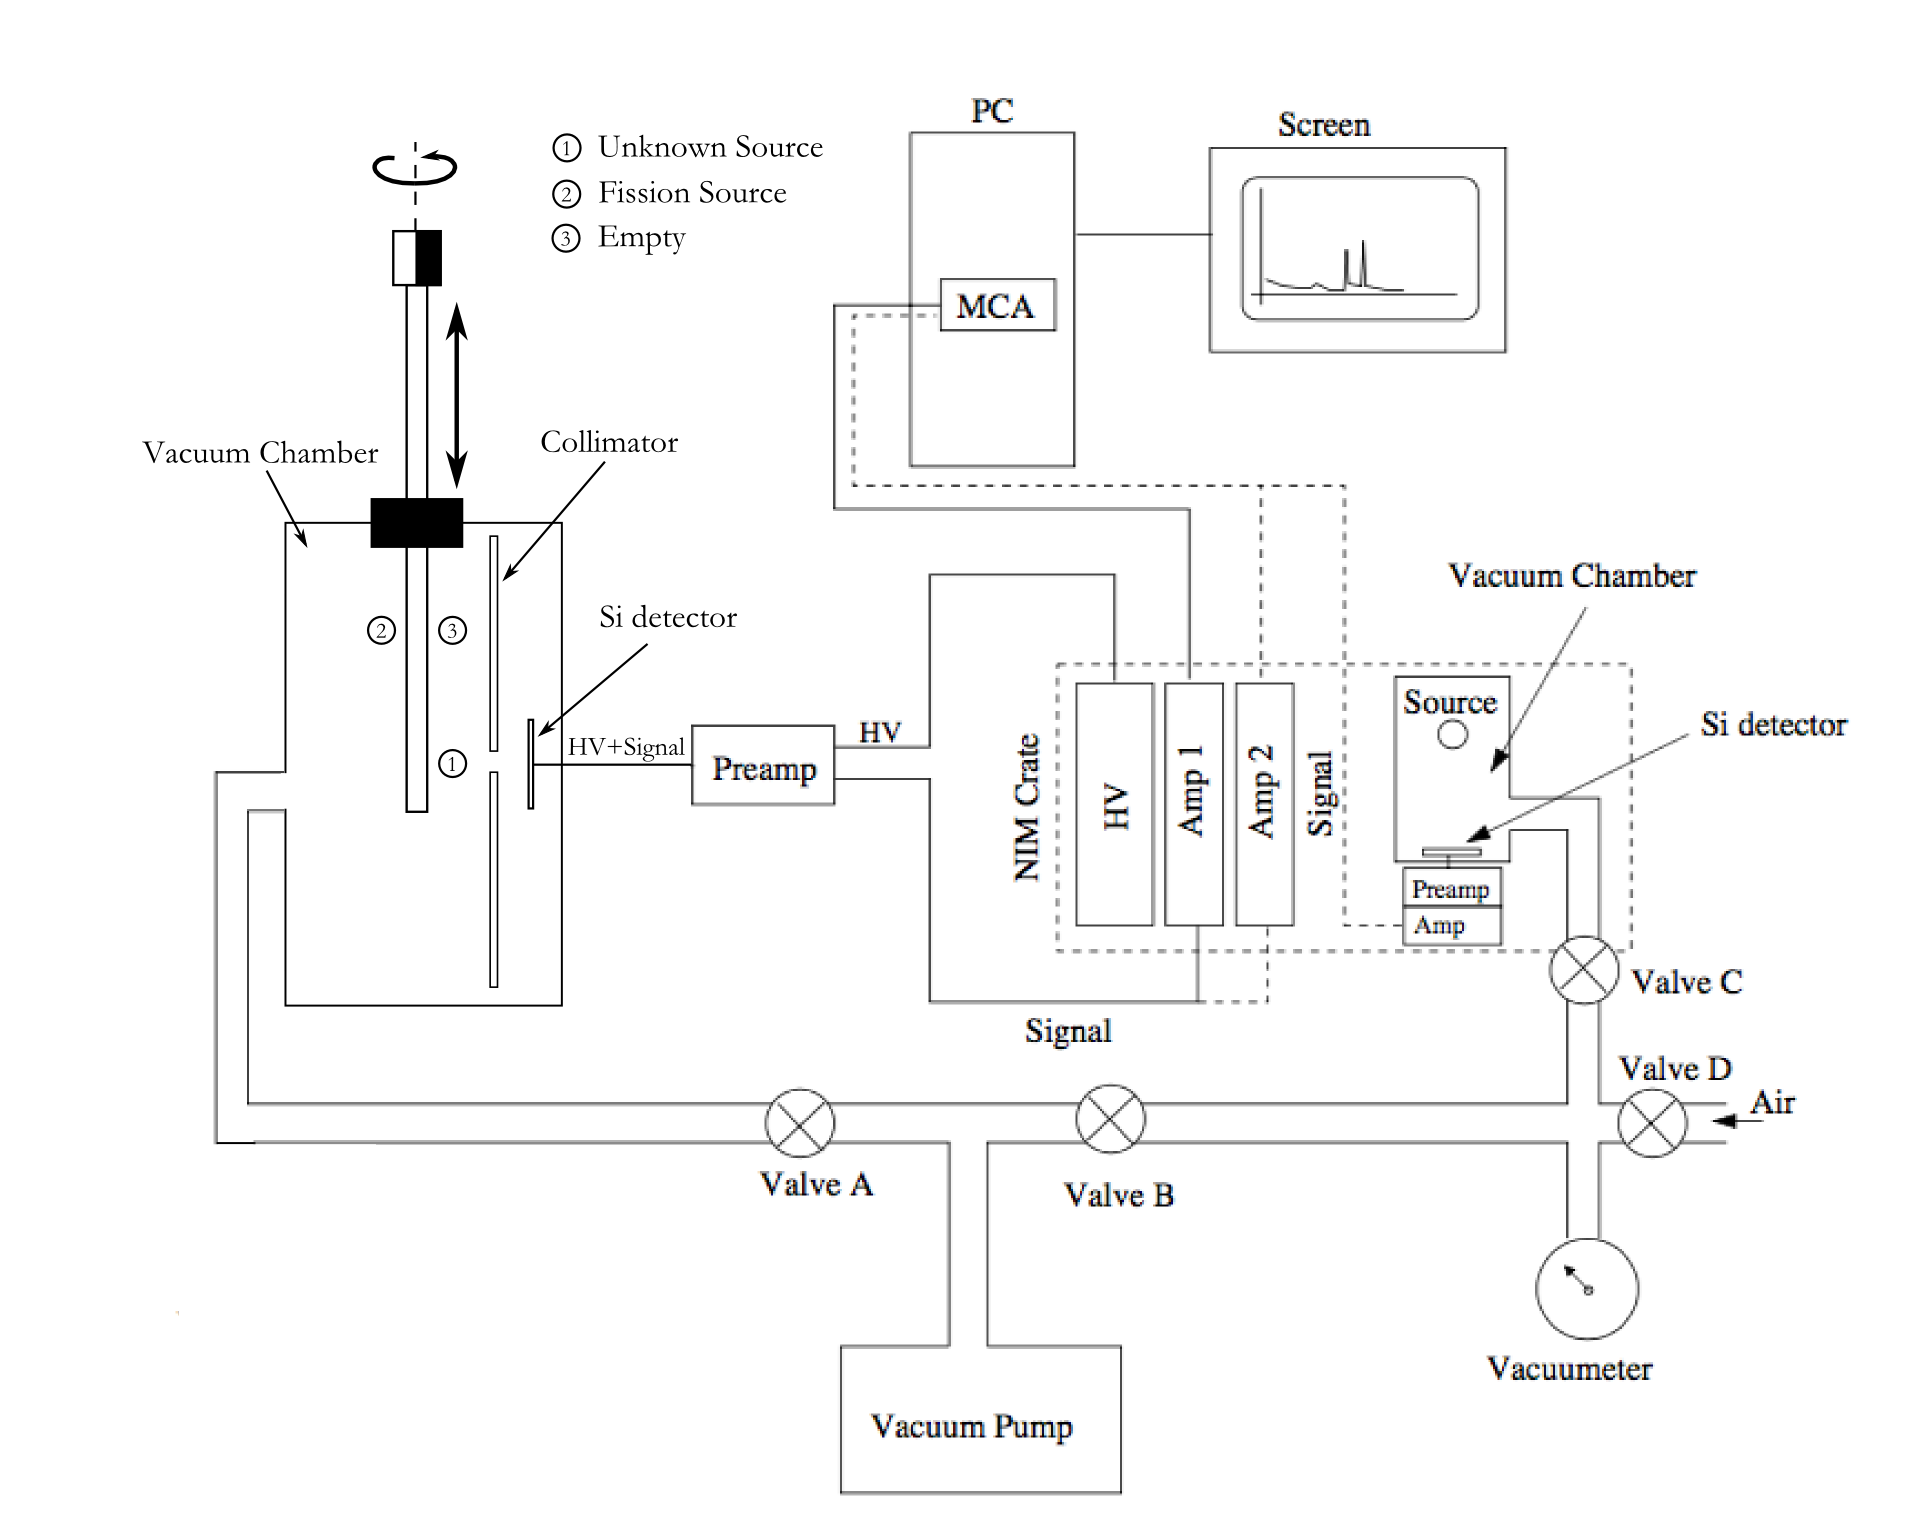 PC
Screen
① Unknown Source
② Fission Source
③ Empty
MCA
Vacuum Chamber
Collimator
Si detector
②
③
①
HV+Signal
Preamp
HV
NIM Crate
HV
Amp 1
Amp 2
Signal
Vacuum Chamber
Source
Si detector
Preamp
Amp
Signal
Valve C
Valve D
Air
Valve A
Valve B
Vacuumeter
Vacuum Pump